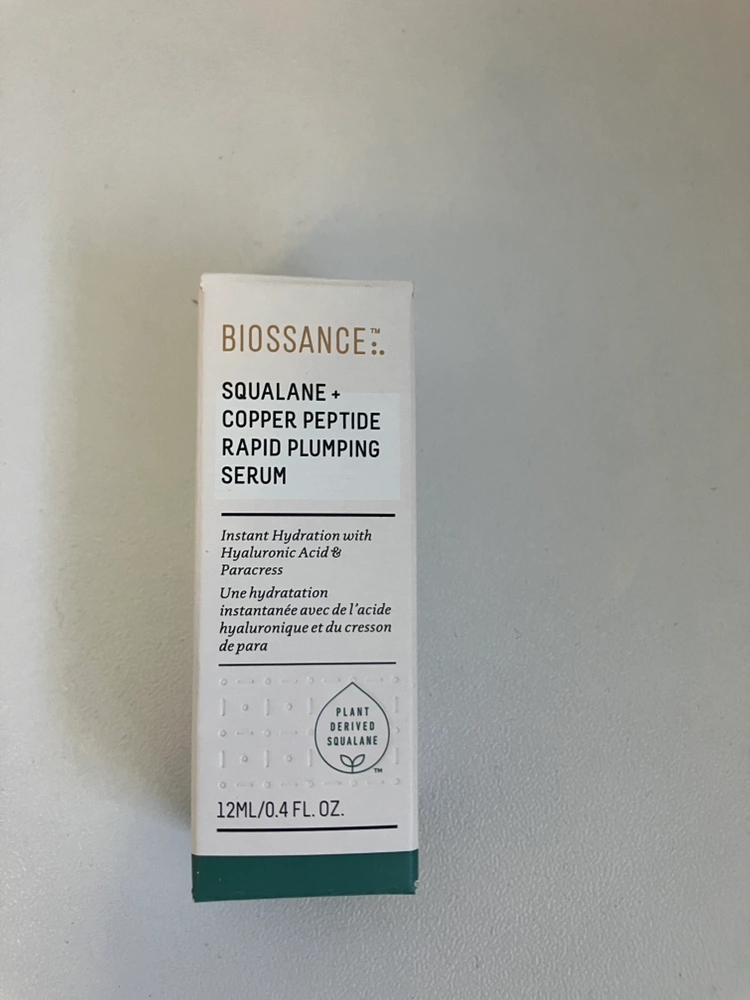 BIOSSANCE™
SQUALANE +
COPPER PEPTIDE
RAPID PLUMPING
SERUM
Instant Hydration with
Hyaluronic Acid &
Paracress
Une hydratation
instantanée avec de l'acide
hyaluronique et du cresson
de para
PLANT
DERIVED
SQUALANE
™
12ML/0.4 FL. OZ.